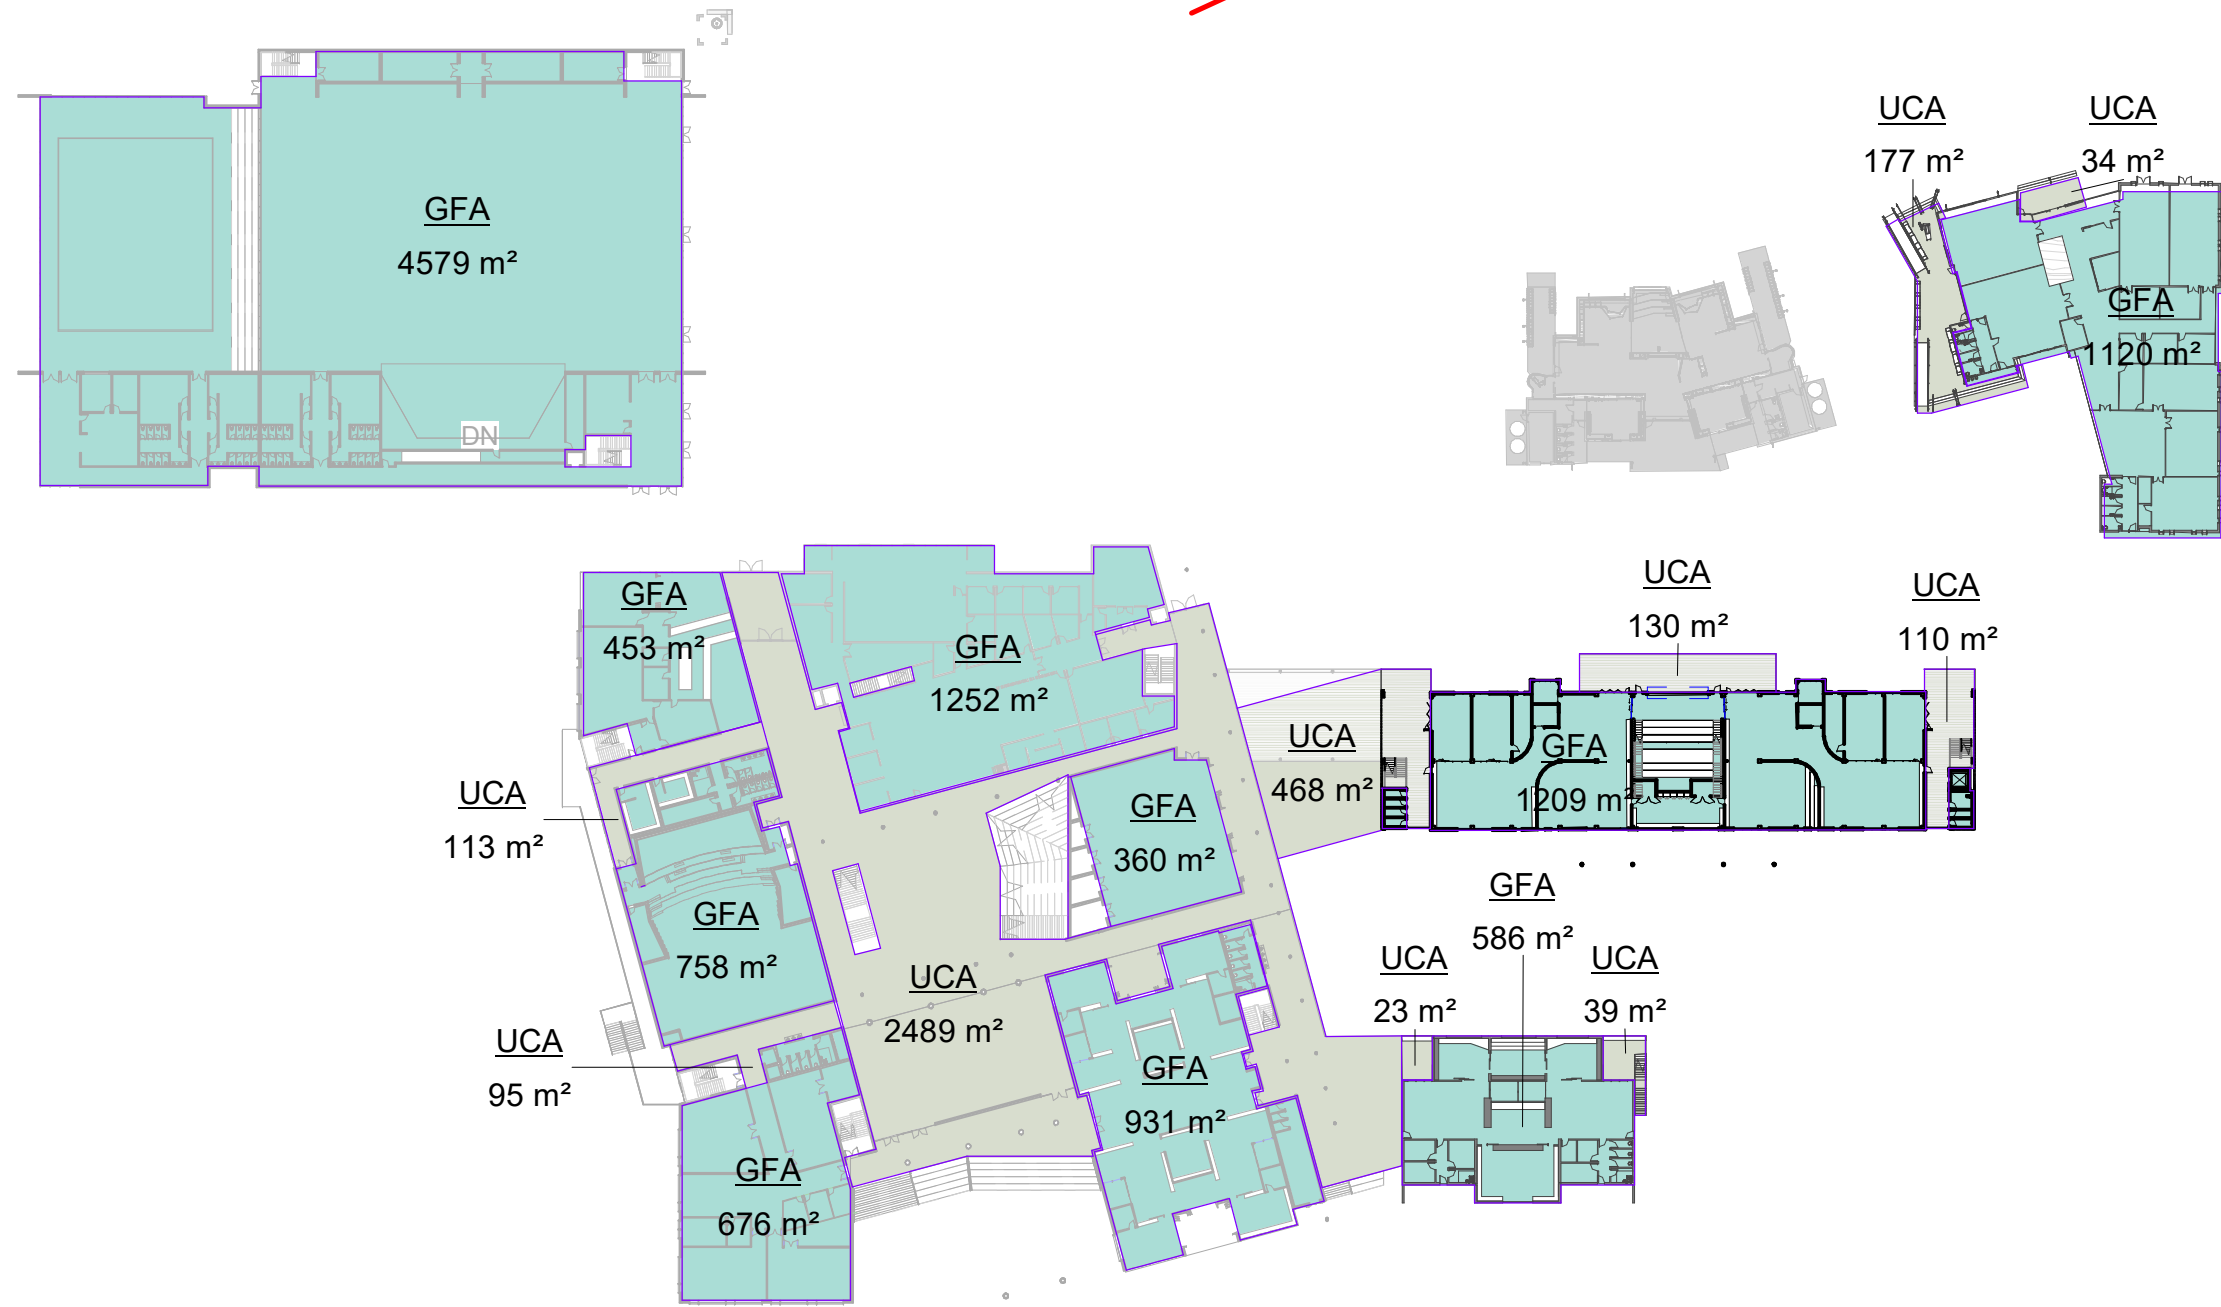 UCA
177 m²
UCA
34 m²
GFA
4579 m²
GFA
1120 m²
DN
GFA
453 m²
GFA
1252 m²
UCA
130 m²
UCA
110 m²
UCA
468 m²
GFA
1209 m²
UCA
113 m²
GFA
360 m²
GFA
758 m²
GFA
586 m²
UCA
2489 m²
UCA
23 m²
UCA
39 m²
UCA
95 m²
GFA
931 m²
GFA
676 m²